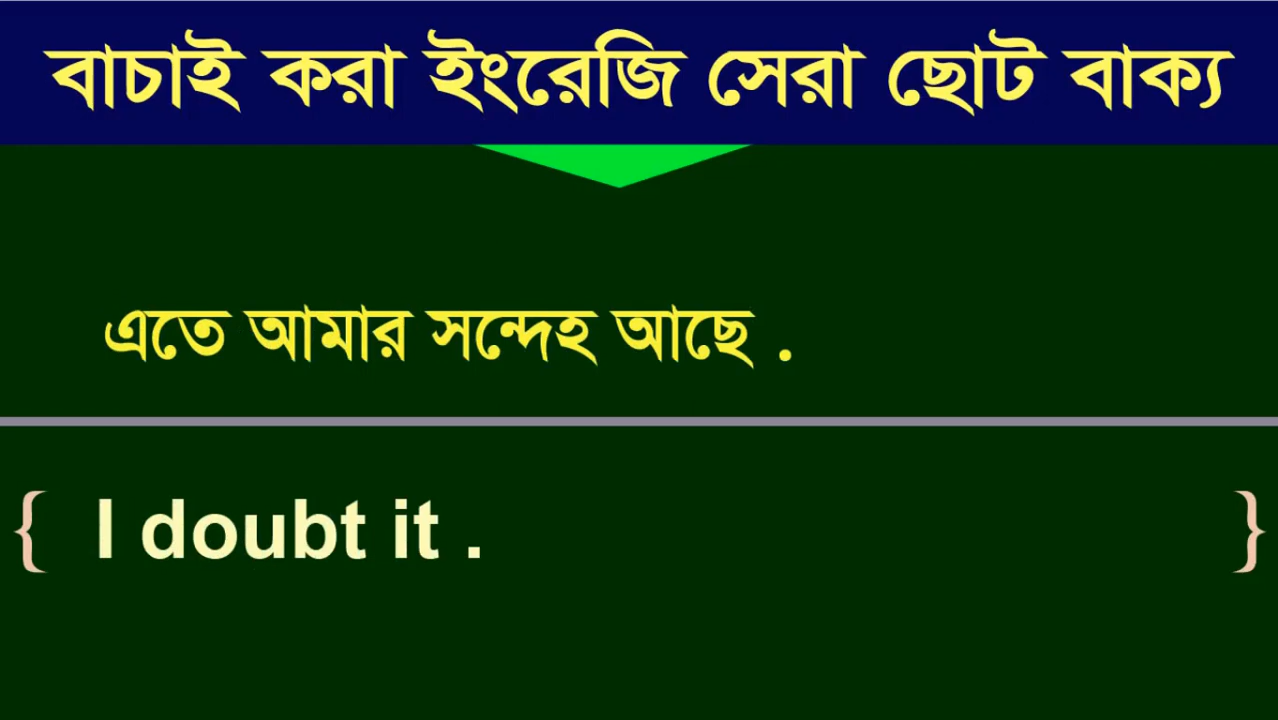 বাচাই করা ইংরেজি সেরা ছোট বাক্য
এতে আমার সন্দেহ আছে .
{ I doubt it . }